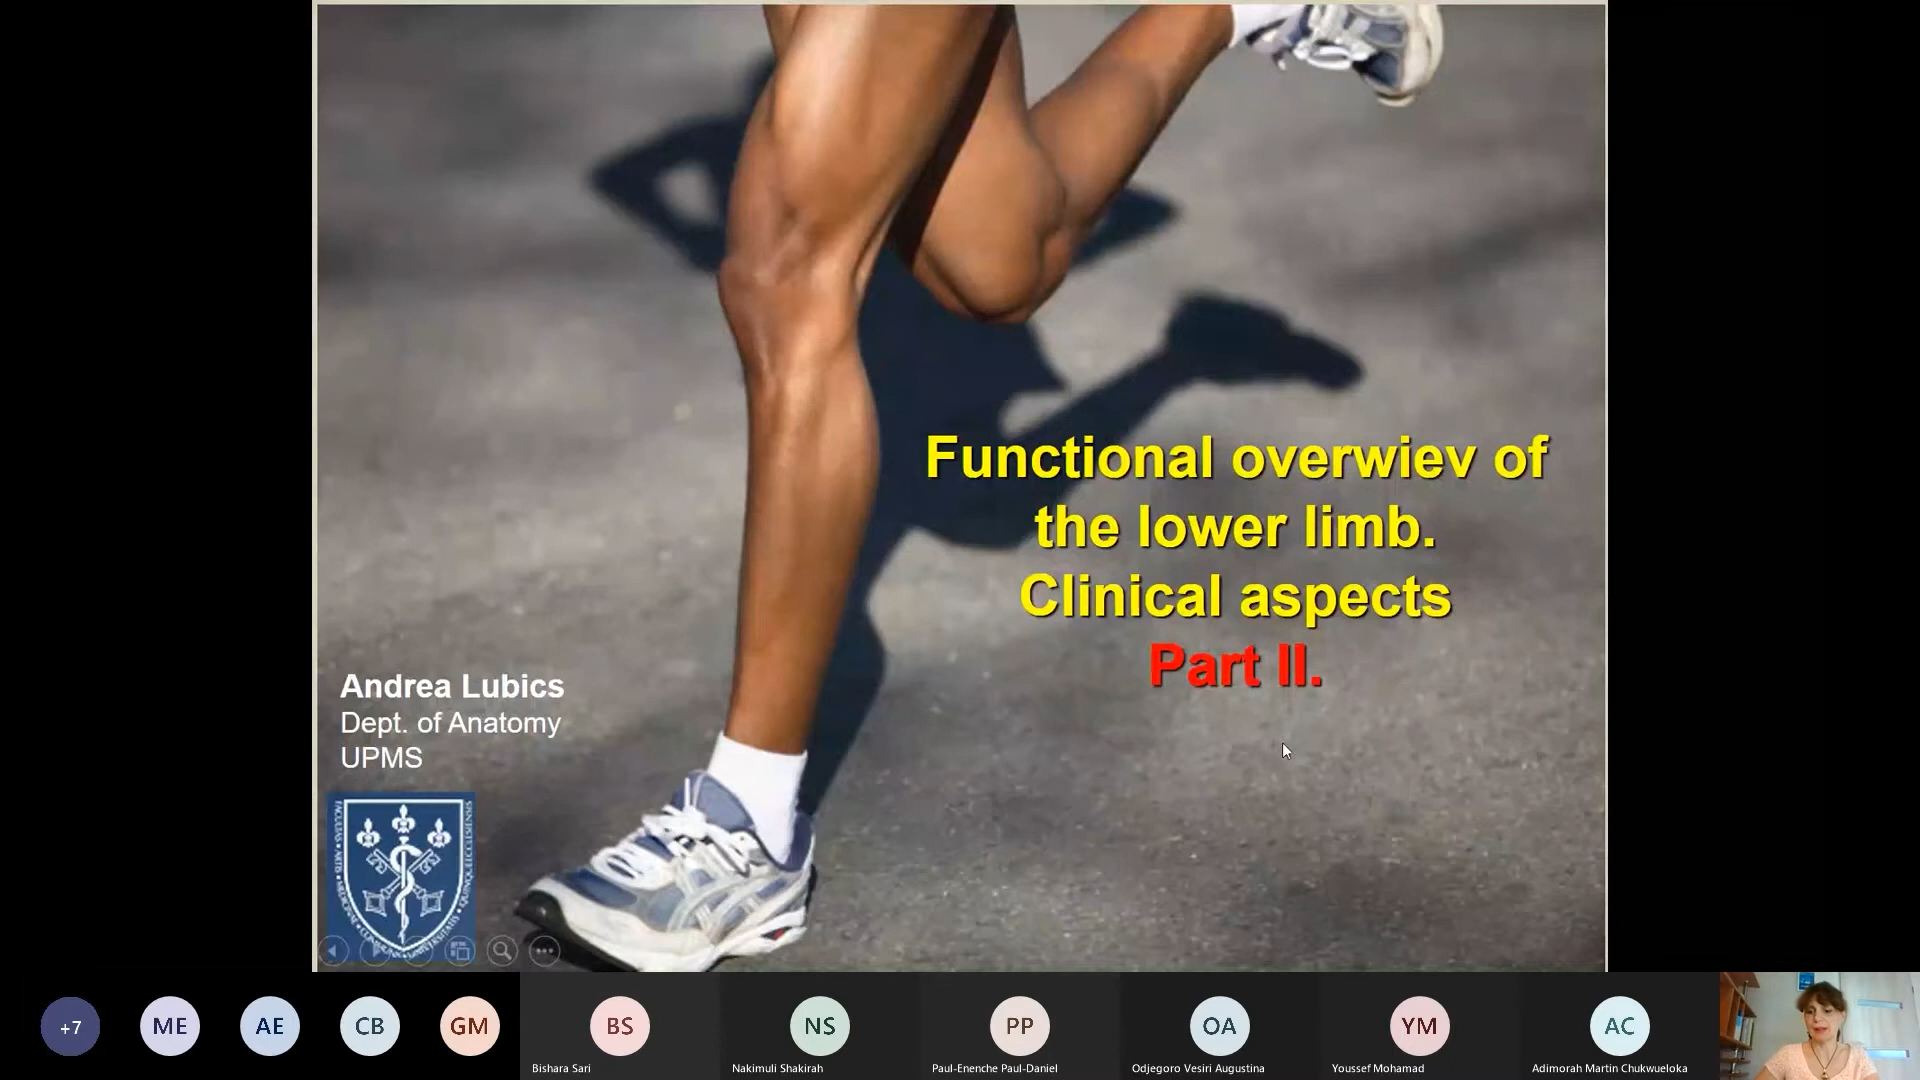 Functional overwiev of
the lower limb.
Clinical aspects
Part II.
Andrea Lubics
Dept. of Anatomy
UPMS
+7
ME
AE
CB
GM
BS
NS
PP
OA
YM
AC
Bishara Sari
Nakimuli Shakirah
Paul-Enenche Paul-Daniel
Odjegoro Vesiri Augustina
Youssef Mohamad
Adimorah Martin Chukwueloka